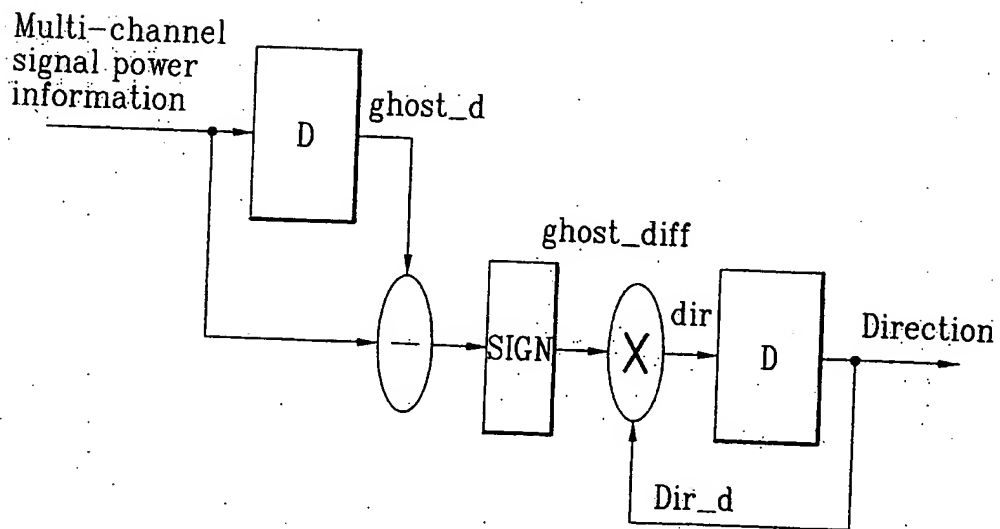 Multi-channel
signal power
information
D
ghost_d
ghost_diff
−
SIGN
X
dir
D
Direction
Dir_d